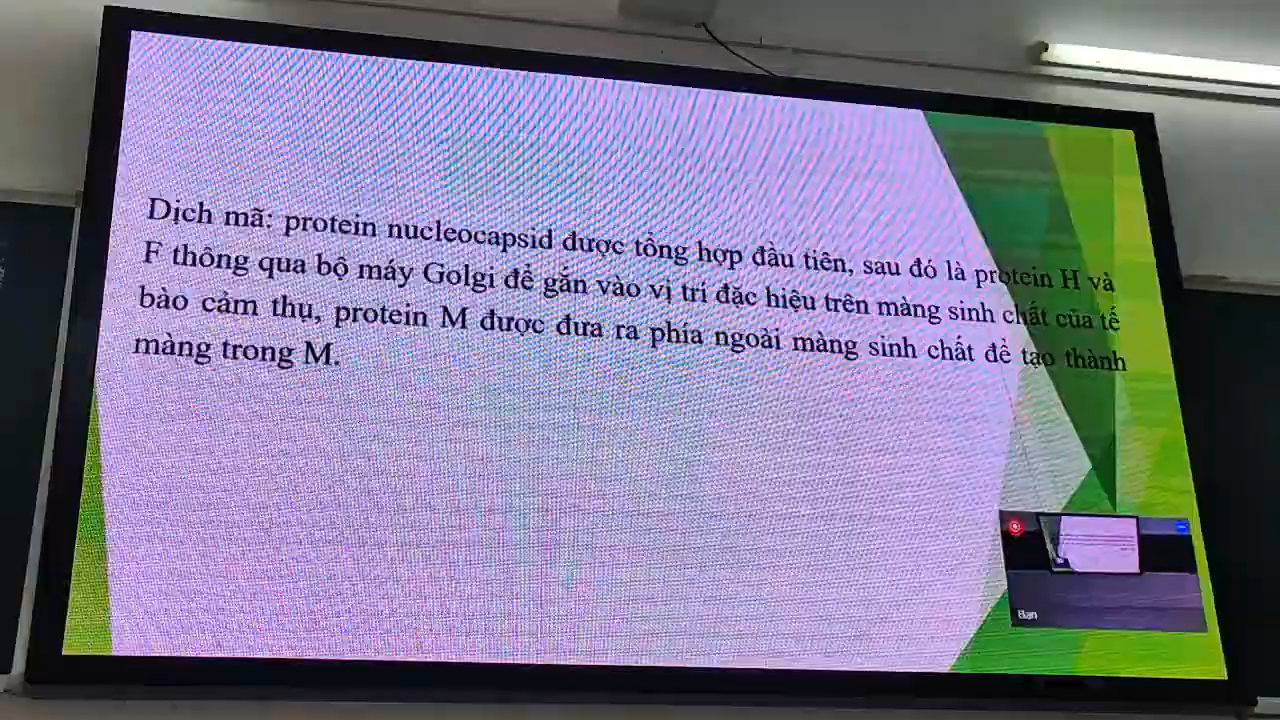 Dịch mã: protein nucleocapsid được tổng hợp đầu tiên, sau đó là protein H và
F thông qua bộ máy Golgi để gắn vào vị trí đặc hiệu trên màng sinh chất của tế
bào cảm thụ, protein M được đưa ra phía ngoài màng sinh chất để tạo thành
màng trong M.
Bạn